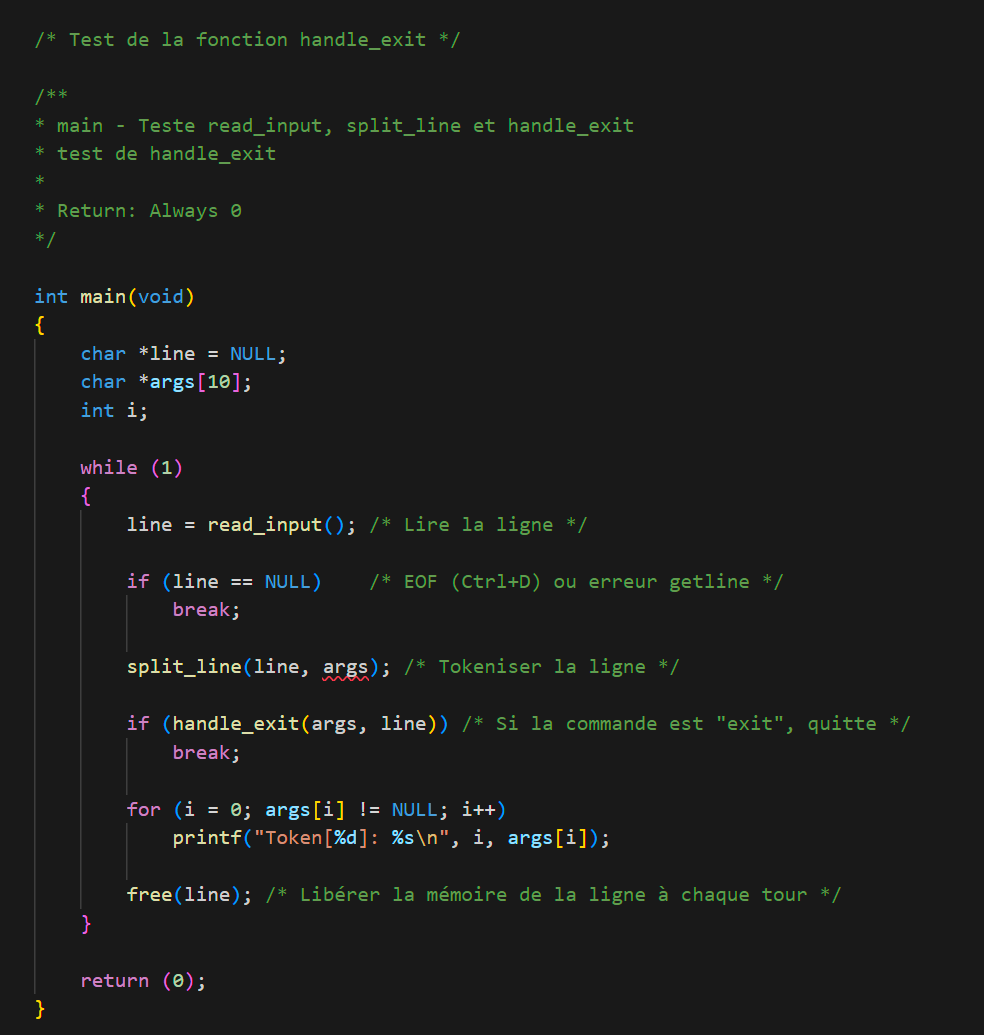 /* Test de la fonction handle_exit */
/**
* main - Teste read_input, split_line et handle_exit
* test de handle_exit
*
* Return: Always 0
*/
int main(void)
{
    char *line = NULL;
    char *args[10];
    int i;
    while (1)
    {
        line = read_input(); /* Lire la ligne */
        if (line == NULL)    /* EOF (Ctrl+D) ou erreur getline */
            break;
        split_line(line, args); /* Tokeniser la ligne */
        if (handle_exit(args, line)) /* Si la commande est "exit", quitte */
            break;
        for (i = 0; args[i] != NULL; i++)
            printf("Token[%d]: %s\n", i, args[i]);
        free(line); /* Libérer la mémoire de la ligne à chaque tour */
    }
    return (0);
}